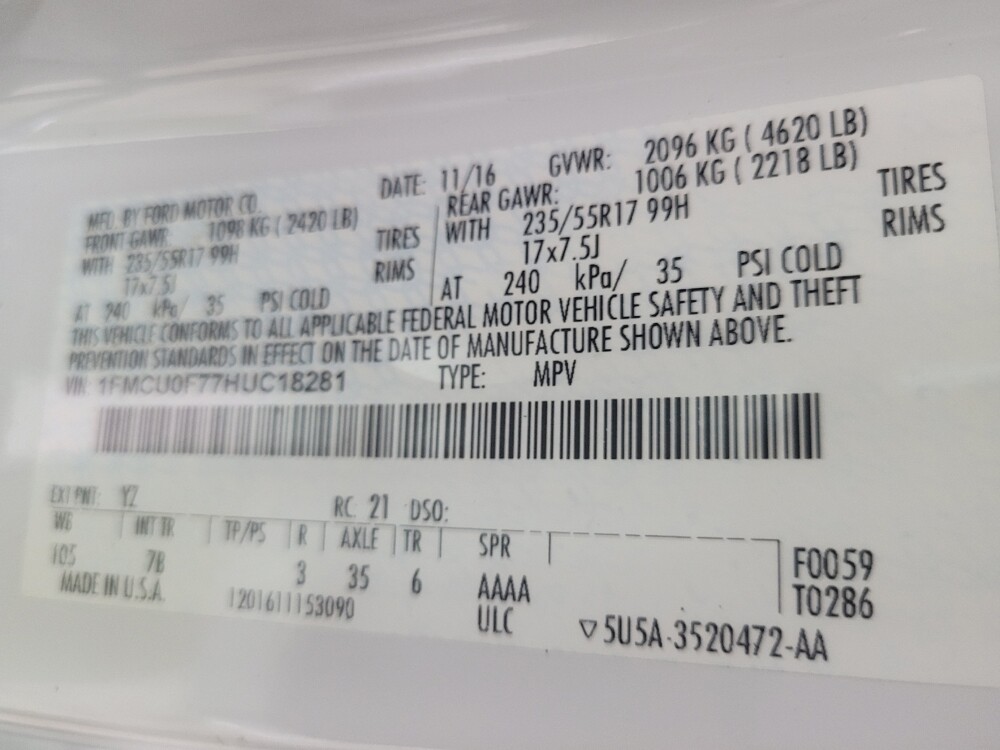 MFD. BY FORD MOTOR CO. DATE: 11/16 GVWR: 2096 KG ( 4620 LB)
FRONT GAWR: 1098 KG ( 2420 LB) REAR GAWR: 1006 KG ( 2218 LB)
WITH 235/55R17 99H TIRES WITH 235/55R17 99H TIRES
17x7.5J RIMS 17x7.5J RIMS
AT 240 kPa/ 35 PSI COLD AT 240 kPa/ 35 PSI COLD
THIS VEHICLE CONFORMS TO ALL APPLICABLE FEDERAL MOTOR VEHICLE SAFETY AND THEFT
PREVENTION STANDARDS IN EFFECT ON THE DATE OF MANUFACTURE SHOWN ABOVE.
VIN: 1FMCU0F77HUC18281 TYPE: MPV
EXT PNT: YZ RC: 21 DSO:
WB INT TR TP/PS R AXLE TR SPR
105 7B 3 35 6 AAAA F0059
MADE IN U.S.A. 1201611153090 ULC T0286
▽5U5A-3520472-AA